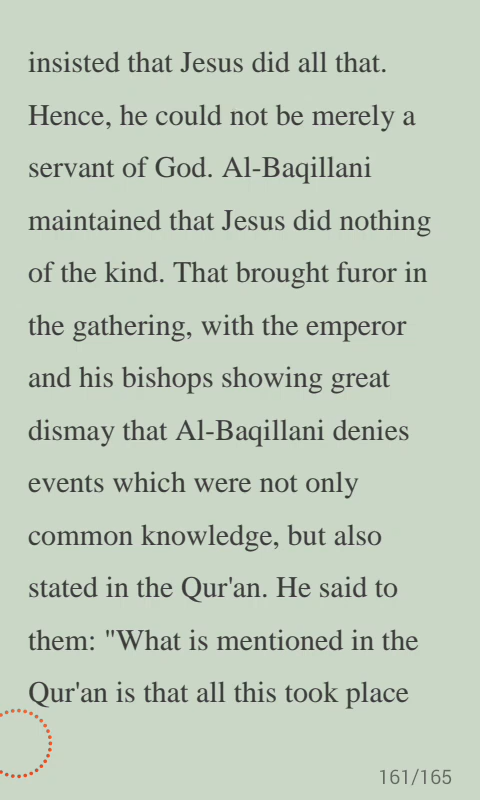 insisted that Jesus did all that.
Hence, he could not be merely a
servant of God. Al-Baqillani
maintained that Jesus did nothing
of the kind. That brought furor in
the gathering, with the emperor
and his bishops showing great
dismay that Al-Baqillani denies
events which were not only
common knowledge, but also
stated in the Qur'an. He said to
them: "What is mentioned in the
Qur'an is that all this took place
161/165